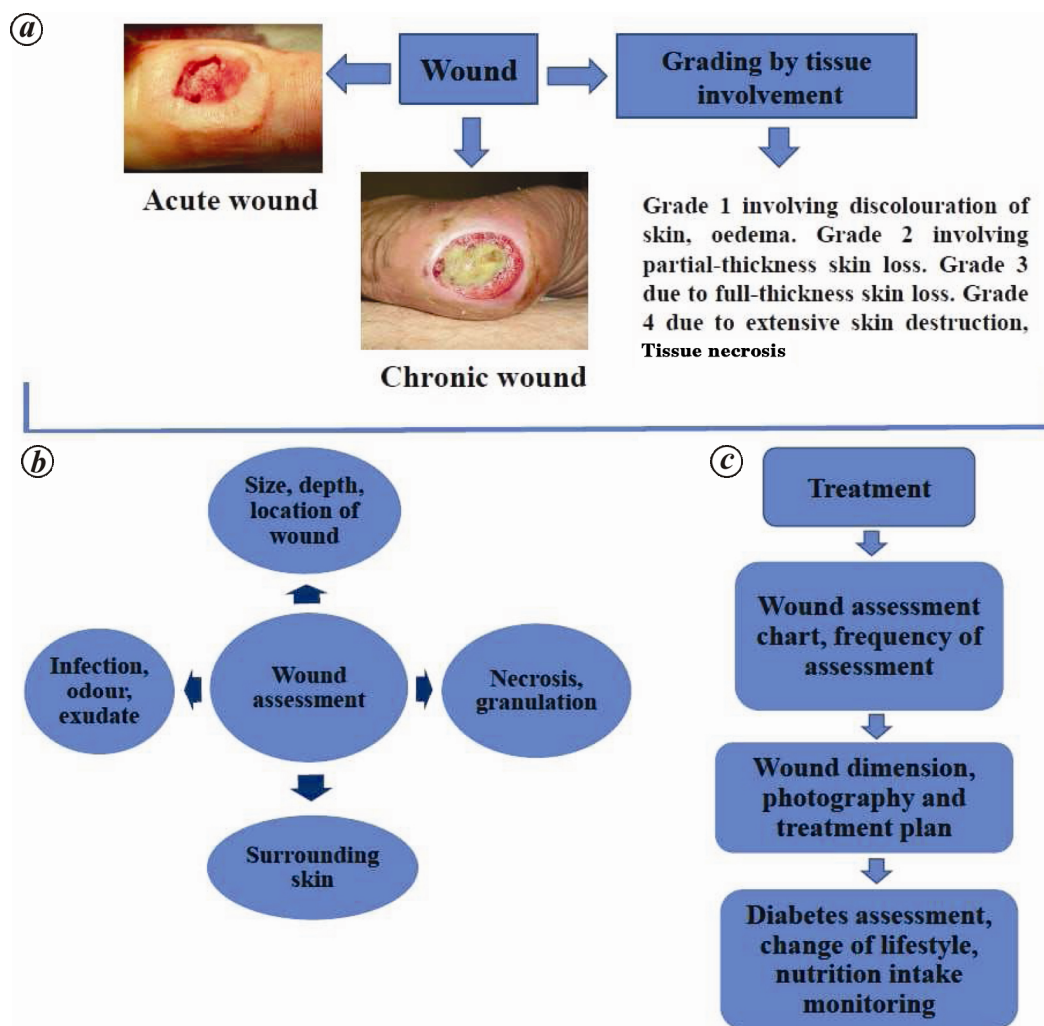 a
Wound
Grading by tissue
involvement
Acute wound
Chronic wound
Grade 1 involving discolouration of
skin, oedema. Grade 2 involving
partial-thickness skin loss. Grade 3
due to full-thickness skin loss. Grade
4 due to extensive skin destruction,
Tissue necrosis
b
Size, depth,
location of
wound
Infection,
odour,
exudate
Wound
assessment
Necrosis,
granulation
Surrounding
skin
c
Treatment
Wound assessment
chart, frequency of
assessment
Wound dimension,
photography and
treatment plan
Diabetes assessment,
change of lifestyle,
nutrition intake
monitoring